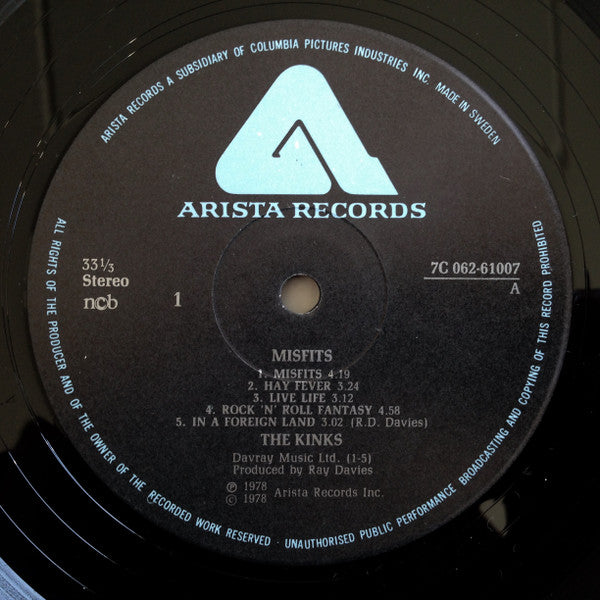 ARISTA RECORDS A SUBSIDIARY OF COLUMBIA PICTURES INDUSTRIES INC. MADE IN SWEDEN
ARISTA RECORDS
33 1/3
Stereo
ncb
1
7C 062-61007
A
MISFITS
1. MISFITS 4.19
2. HAY FEVER 3.24
3. LIVE LIFE 3.12
4. ROCK 'N' ROLL FANTASY 4.58
5. IN A FOREIGN LAND 3.02 (R.D. Davies)
THE KINKS
Davray Music Ltd. (1-5)
Produced by Ray Davies
℗ 1978
© 1978 Arista Records Inc.
ALL RIGHTS OF THE PRODUCER AND OF THE OWNER OF THE RECORDED WORK RESERVED · UNAUTHORISED PUBLIC PERFORMANCE BROADCASTING AND COPYING OF THIS RECORD PROHIBITED